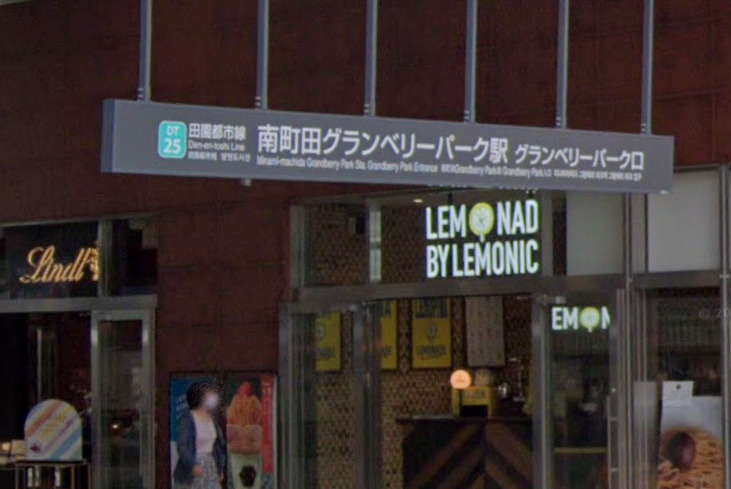 DT
25
田園都市線
Den-en-toshi Line
南町田グランベリーパーク駅 グランベリーパーク口
Minami-machida Grandberry Park Sta. Grandberry Park Entrance
Lindt
LEMONAD
BY LEMONIC
EMON
LEMONADE